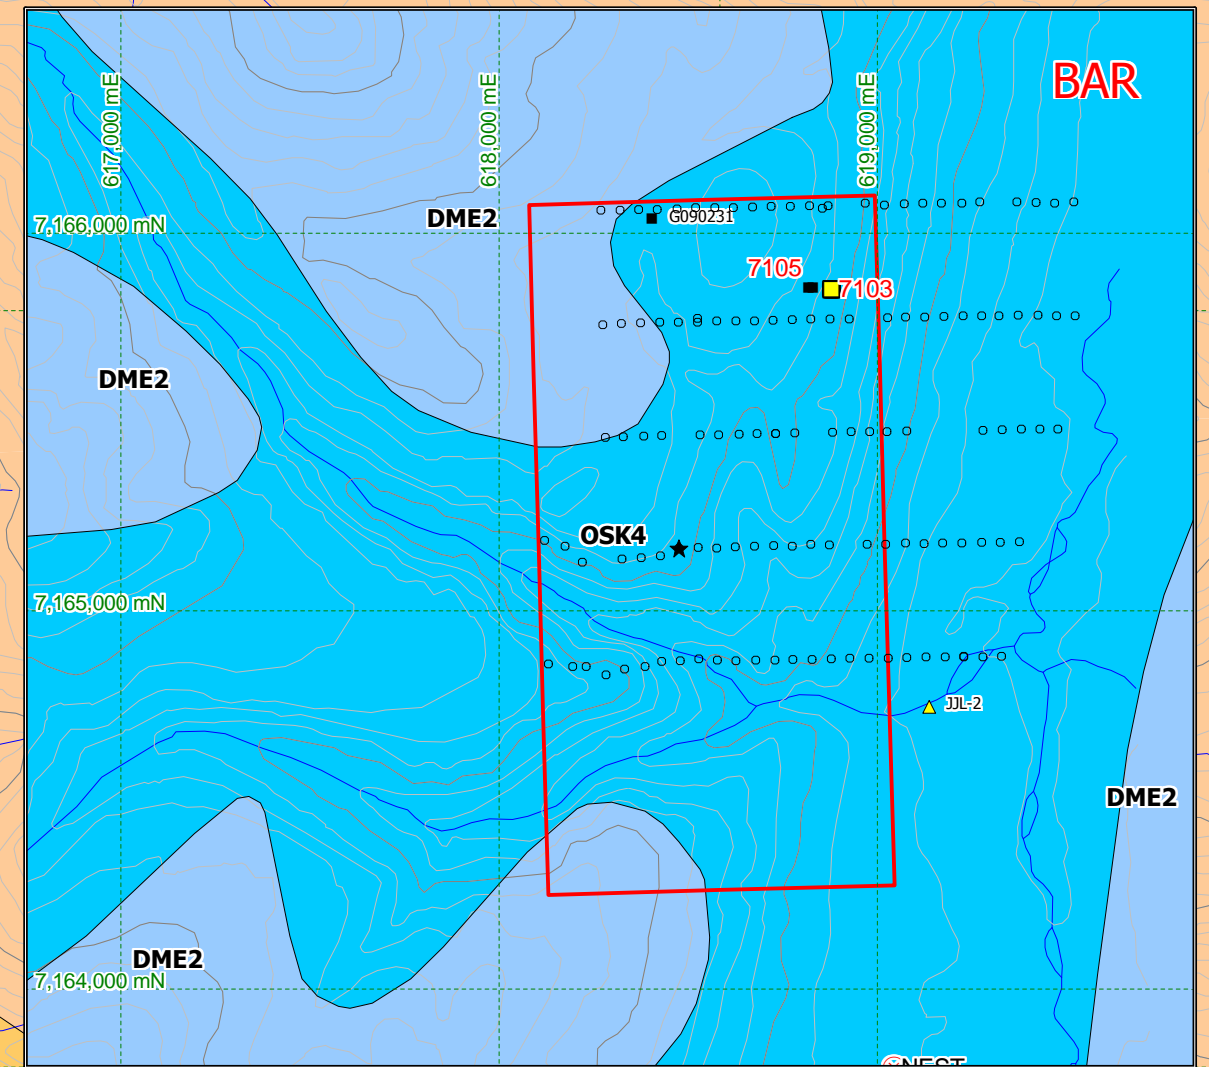 BAR
617,000 mE
618,000 mE
619,000 mE
7,166,000 mN
DME2
G090231
7105
7103
DME2
OSK4
7,165,000 mN
JJL-2
DME2
DME2
7,164,000 mN
NEST